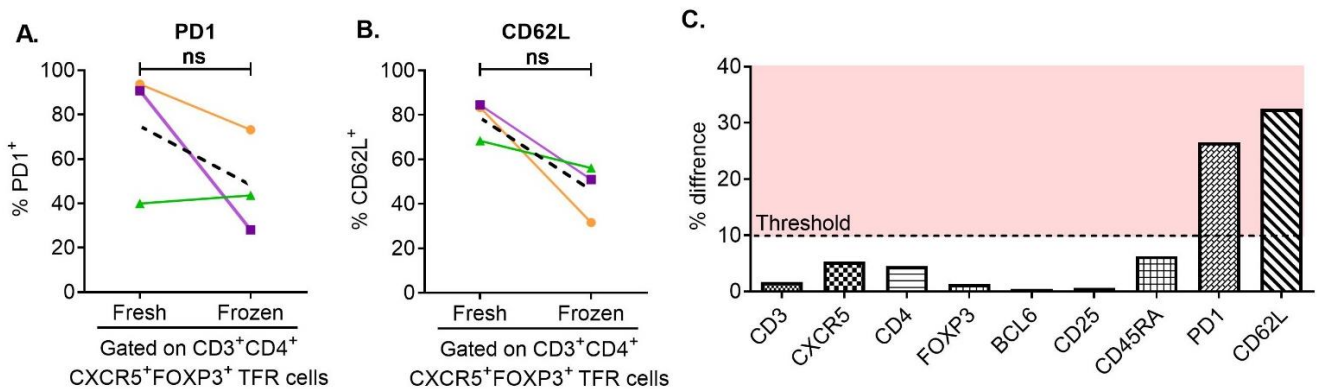 A.
PD1
ns
100
80
60
40
20
0
% PD1⁺
Fresh
Frozen
Gated on CD3⁺CD4⁺
CXCR5⁺FOXP3⁺ TFR cells
B.
CD62L
ns
100
80
60
40
20
0
% CD62L⁺
Fresh
Frozen
Gated on CD3⁺CD4⁺
CXCR5⁺FOXP3⁺ TFR cells
C.
40
30
20
10
0
% diffrence
Threshold
CD3
CXCR5
CD4
FOXP3
BCL6
CD25
CD45RA
PD1
CD62L